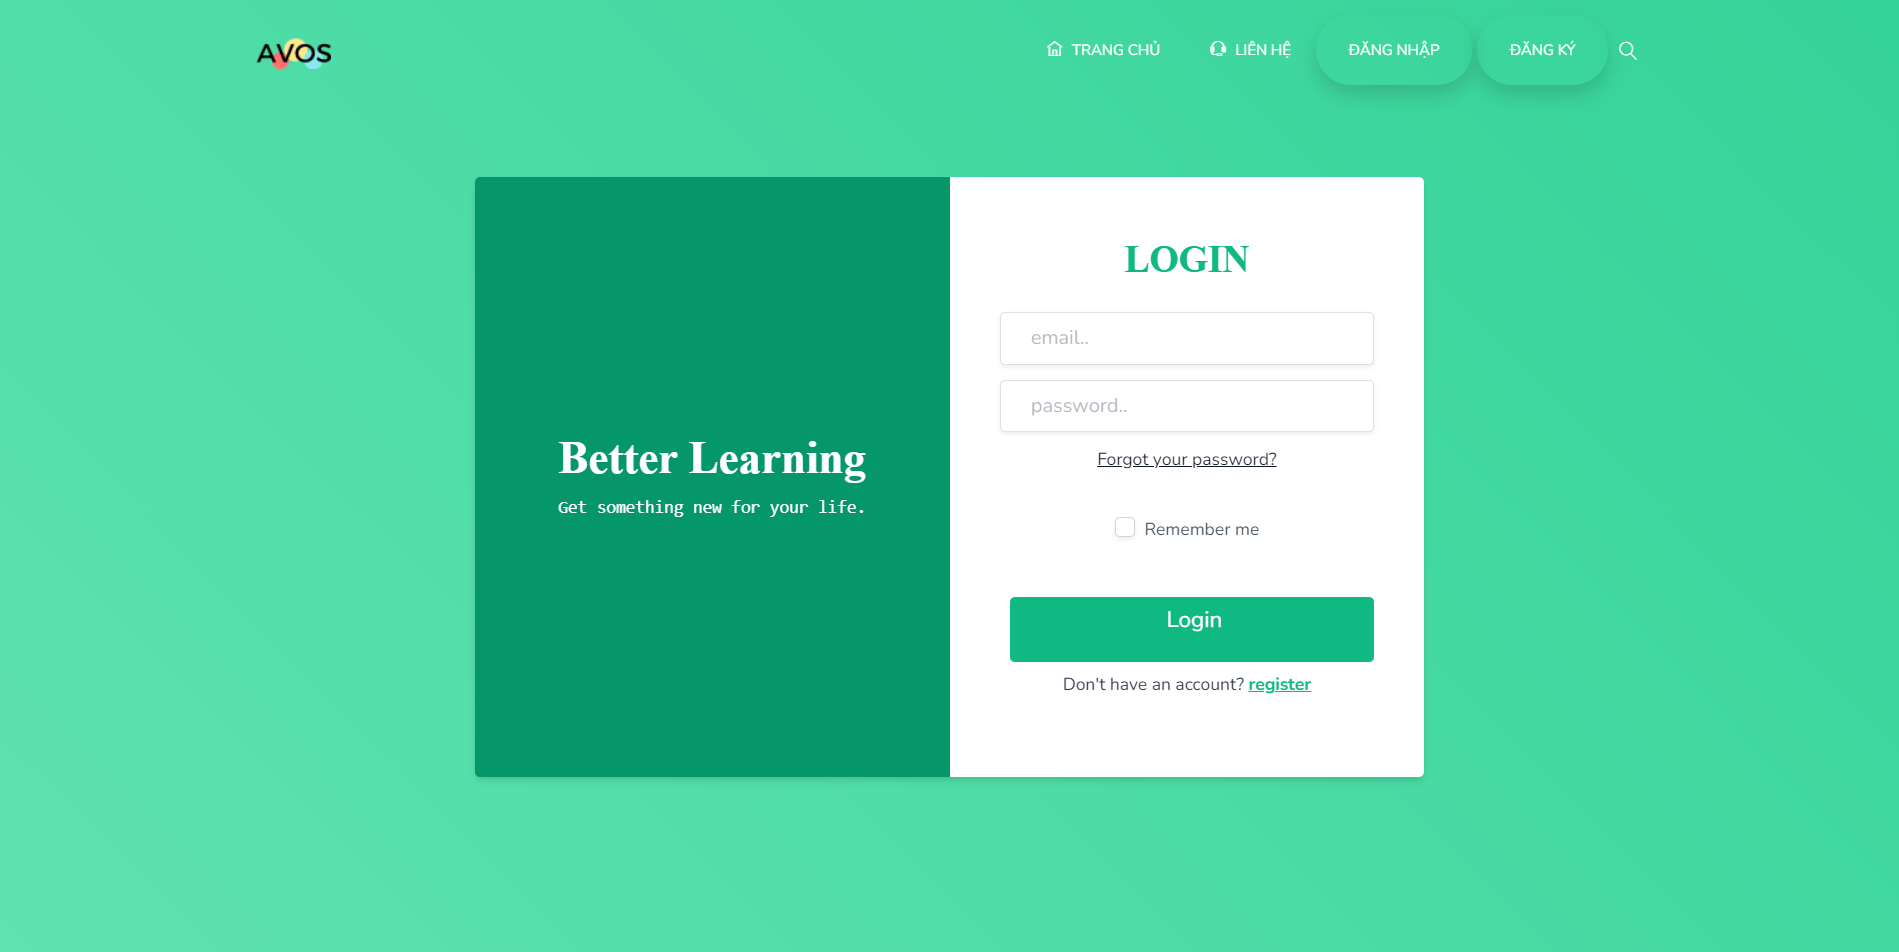 AVOS
TRANG CHỦ
LIÊN HỆ
ĐĂNG NHẬP
ĐĂNG KÝ
Better Learning
Get something new for your life.
LOGIN
email..
password..
Forgot your password?
Remember me
Login
Don't have an account? register